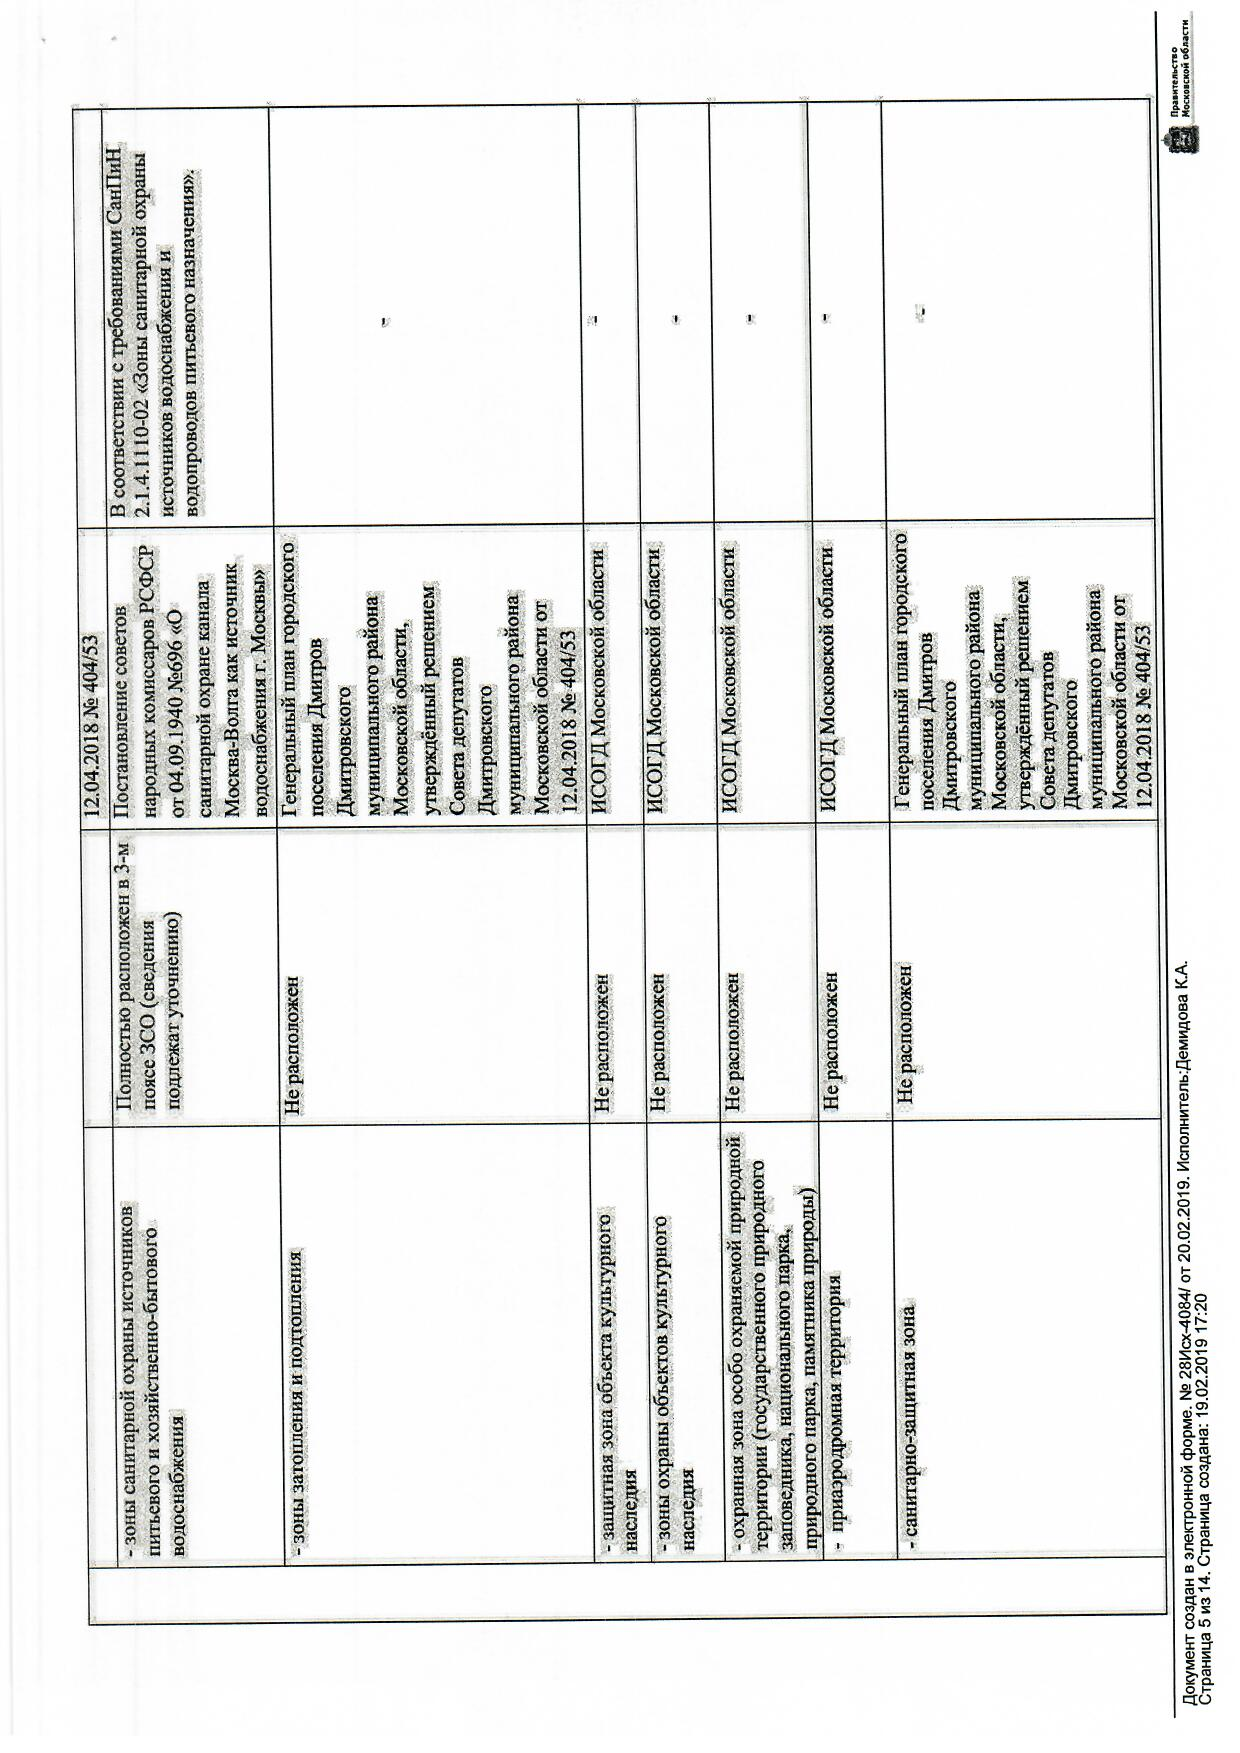 12.04.2018 № 404/53
- зоны санитарной охраны источников
питьевого и хозяйственно-бытового
водоснабжения
Полностью расположен в 3-м
поясе ЗСО (сведения
подлежат уточнению)
Постановление советов
народных комиссаров РСФСР
от 04.09.1940 №696 «О
санитарной охране канала
Москва-Волга как источник
водоснабжения г. Москвы»
В соответствии с требованиями СанПиН
2.1.4.1110-02 «Зоны санитарной охраны
источников водоснабжения и
водопроводов питьевого назначения».
- зоны затопления и подтопления
Не расположен
Генеральный план городского
поселения Дмитров
Дмитровского
муниципального района
Московской области,
утверждённый решением
Совета депутатов
Дмитровского
муниципального района
Московской области от
12.04.2018 № 404/53
-
- защитная зона объекта культурного
наследия
Не расположен
ИСОГД Московской области
-
- зоны охраны объектов культурного
наследия
Не расположен
ИСОГД Московской области
-
- охранная зона особо охраняемой природной
территории (государственного природного
заповедника, национального парка,
природного парка, памятника природы)
Не расположен
ИСОГД Московской области
-
- приаэродромная территория
Не расположен
ИСОГД Московской области
-
- санитарно-защитная зона
Не расположен
Генеральный план городского
поселения Дмитров
Дмитровского
муниципального района
Московской области,
утверждённый решением
Совета депутатов
Дмитровского
муниципального района
Московской области от
12.04.2018 № 404/53
-
Документ создан в электронной форме. № 28Исх-4084/ от 20.02.2019. Исполнитель:Демидова К.А.
Страница 5 из 14. Страница создана: 19.02.2019 17:20
Правительство
Московской области